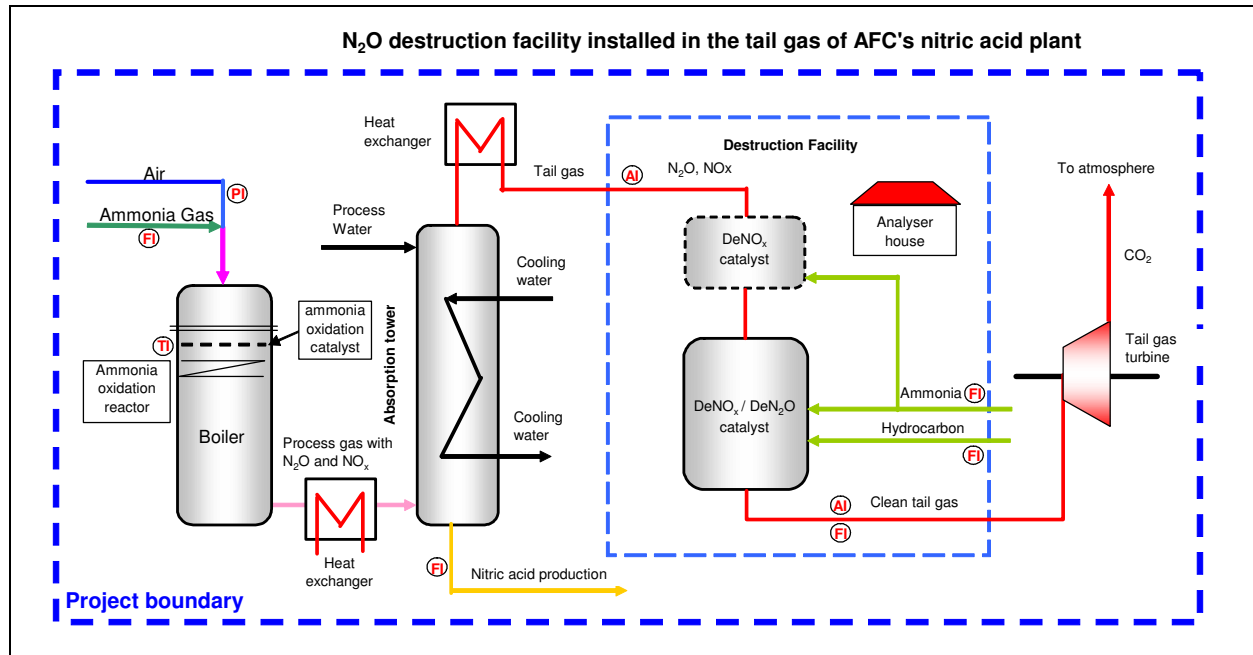 N₂O destruction facility installed in the tail gas of AFC's nitric acid plant
Heat
exchanger
Destruction Facility
Air
PI
Ammonia Gas
FI
Tail gas
AI
N₂O, NOx
To atmosphere
Process
Water
Analyser
house
DeNOₓ
catalyst
Cooling
water
CO₂
ammonia
oxidation
catalyst
TI
Ammonia
oxidation
reactor
Absorption tower
Tail gas
turbine
Ammonia
FI
Hydrocarbon
FI
DeNOₓ / DeN₂O
catalyst
Boiler
Cooling
water
Process gas with
N₂O and NOₓ
AI
Clean tail gas
FI
Heat
exchanger
FI
Nitric acid production
Project boundary